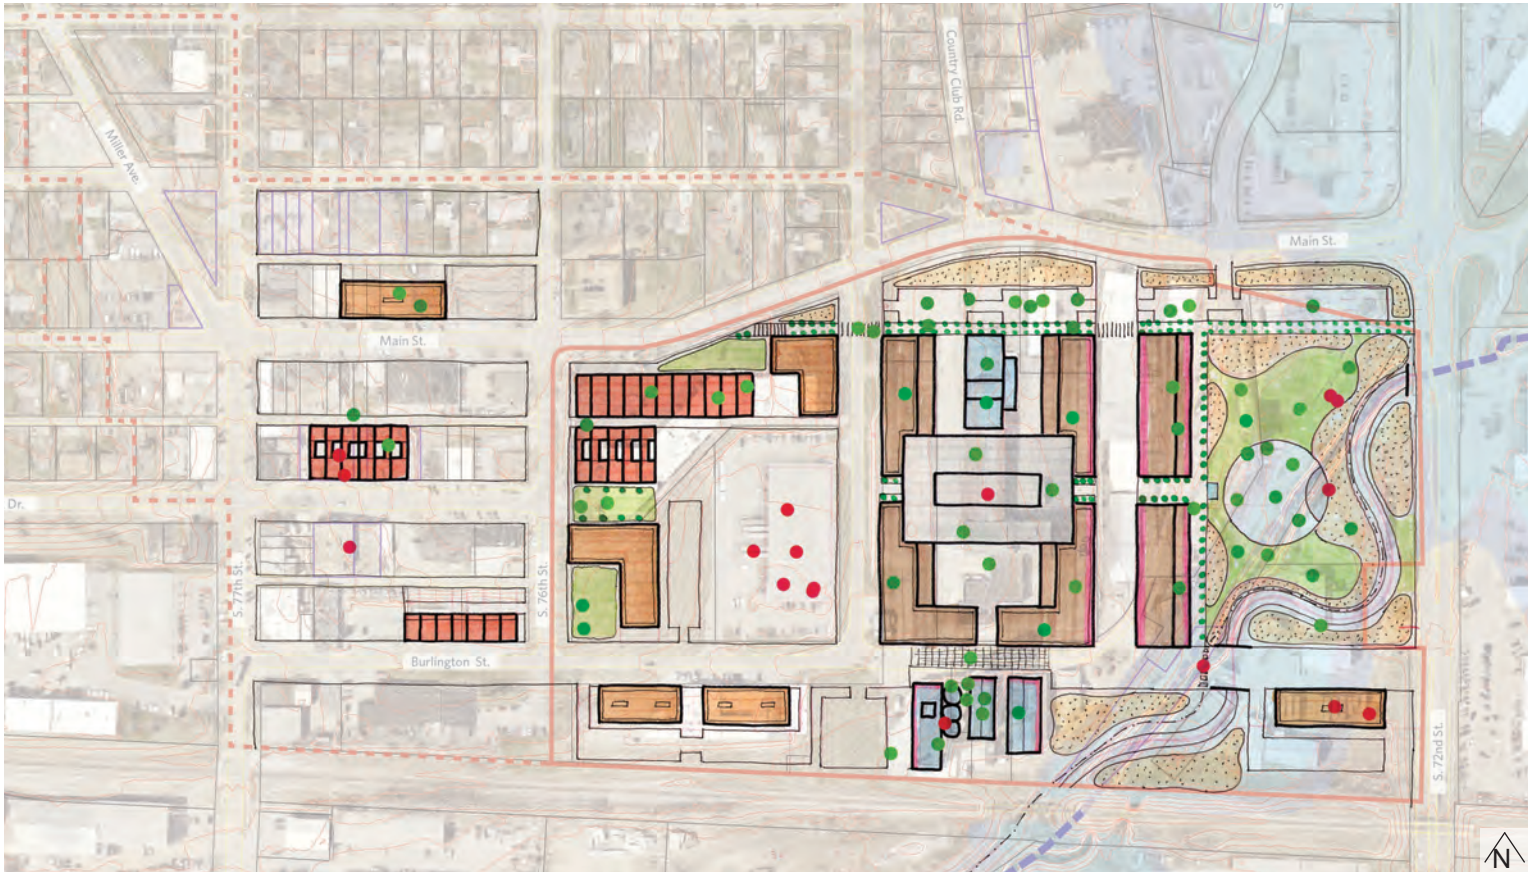 Country Club Rd.
S
Miller Ave.
Main St.
Main St.
Dr.
S. 77th St.
S. 76th St.
Burlington St.
S. 72nd St.
N